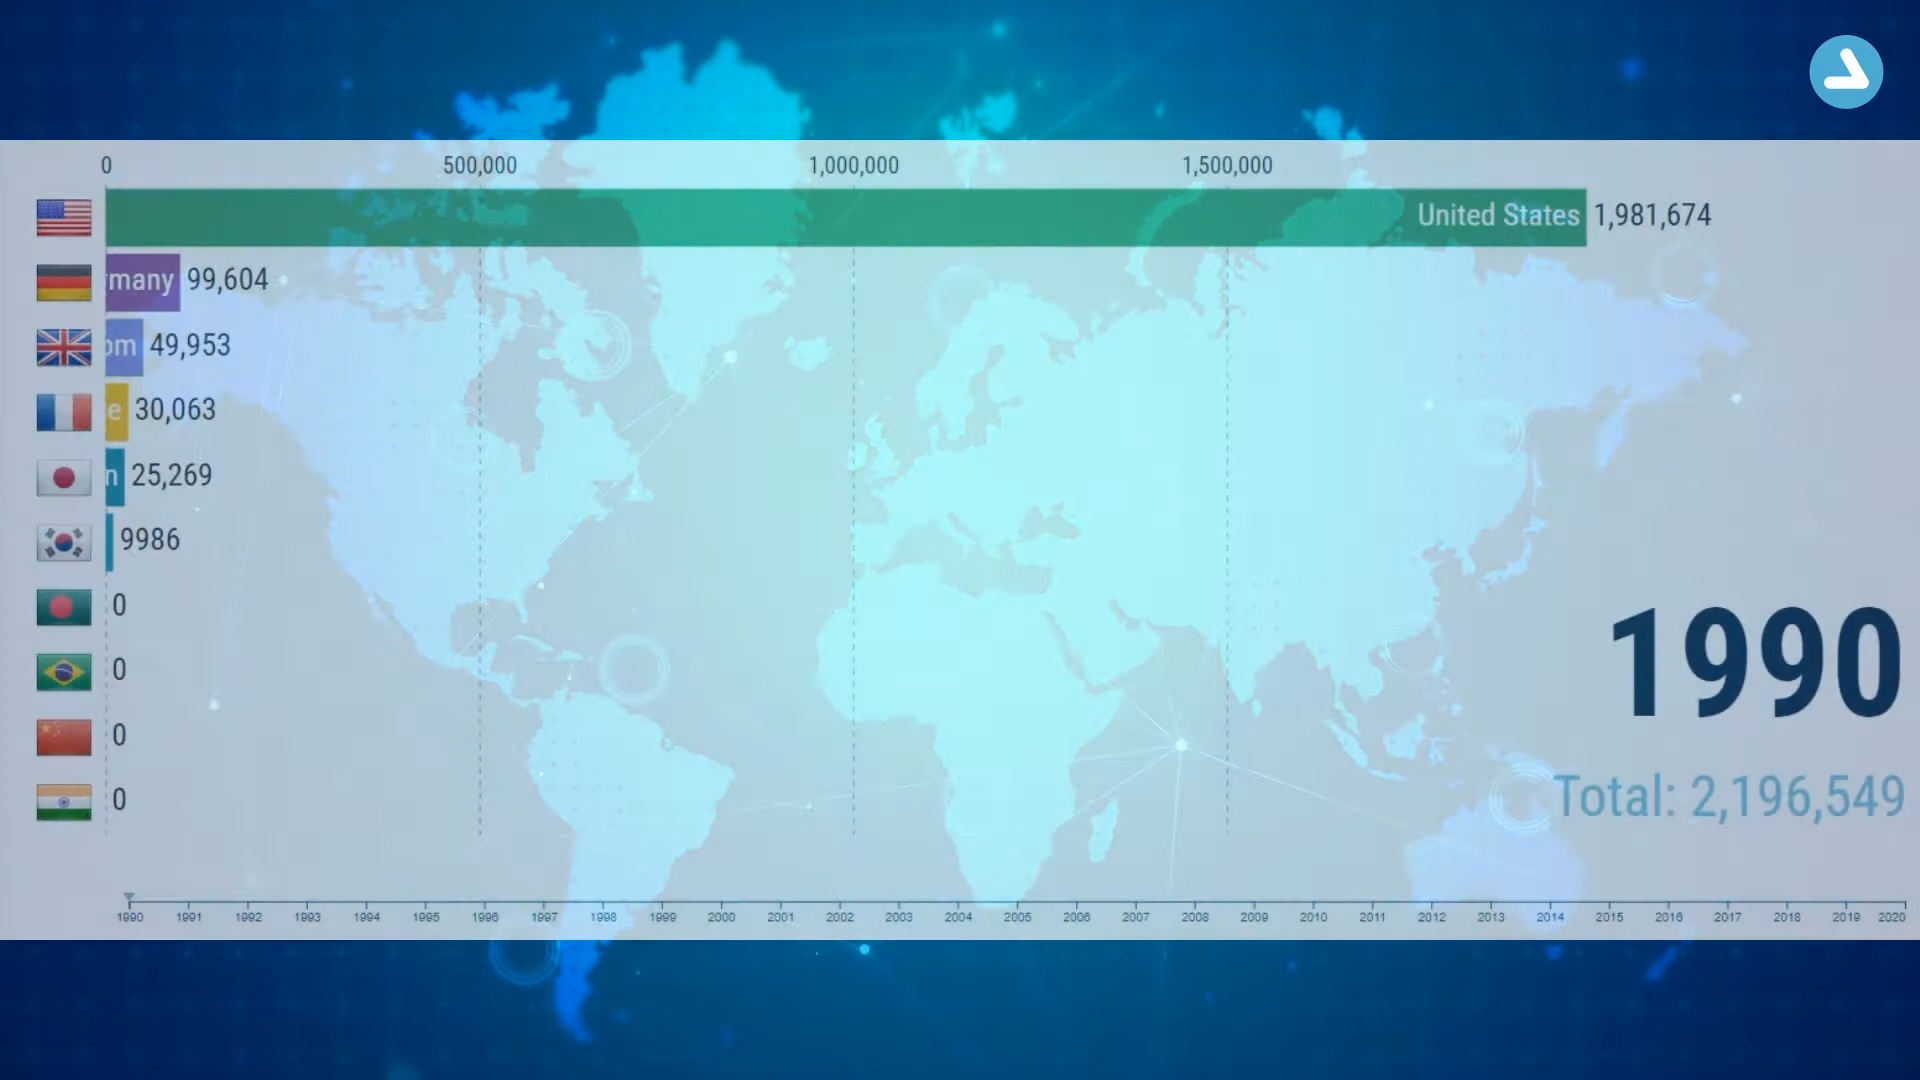 0 500,000 1,000,000 1,500,000
United States 1,981,674
rmany 99,604
om 49,953
e 30,063
n 25,269
9986
0
0
0
0
1990
Total: 2,196,549
1990 1991 1992 1993 1994 1995 1996 1997 1998 1999 2000 2001 2002 2003 2004 2005 2006 2007 2008 2009 2010 2011 2012 2013 2014 2015 2016 2017 2018 2019 2020